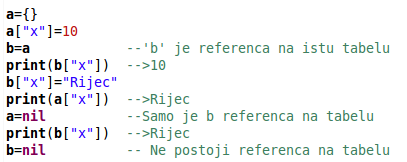 a={}
a["x"]=10
b=a --'b' je referenca na istu tabelu
print(b["x"]) -->10
b["x"]="Rijec"
print(a["x"]) -->Rijec
a=nil --Samo je b referenca na tabelu
print(b["x"]) -->Rijec
b=nil -- Ne postoji referenca na tabelu